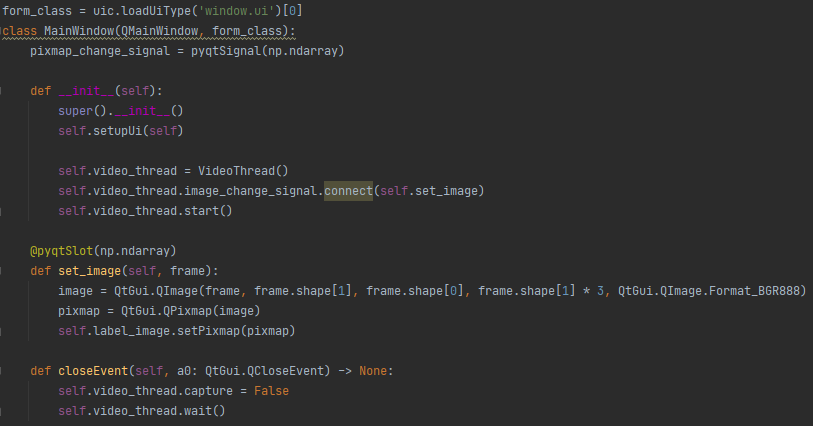 form_class = uic.loadUiType('window.ui')[0]
class MainWindow(QMainWindow, form_class):
    pixmap_change_signal = pyqtSignal(np.ndarray)

    def __init__(self):
        super().__init__()
        self.setupUi(self)

        self.video_thread = VideoThread()
        self.video_thread.image_change_signal.connect(self.set_image)
        self.video_thread.start()

    @pyqtSlot(np.ndarray)
    def set_image(self, frame):
        image = QtGui.QImage(frame, frame.shape[1], frame.shape[0], frame.shape[1] * 3, QtGui.QImage.Format_BGR888)
        pixmap = QtGui.QPixmap(image)
        self.label_image.setPixmap(pixmap)

    def closeEvent(self, a0: QtGui.QCloseEvent) -> None:
        self.video_thread.capture = False
        self.video_thread.wait()